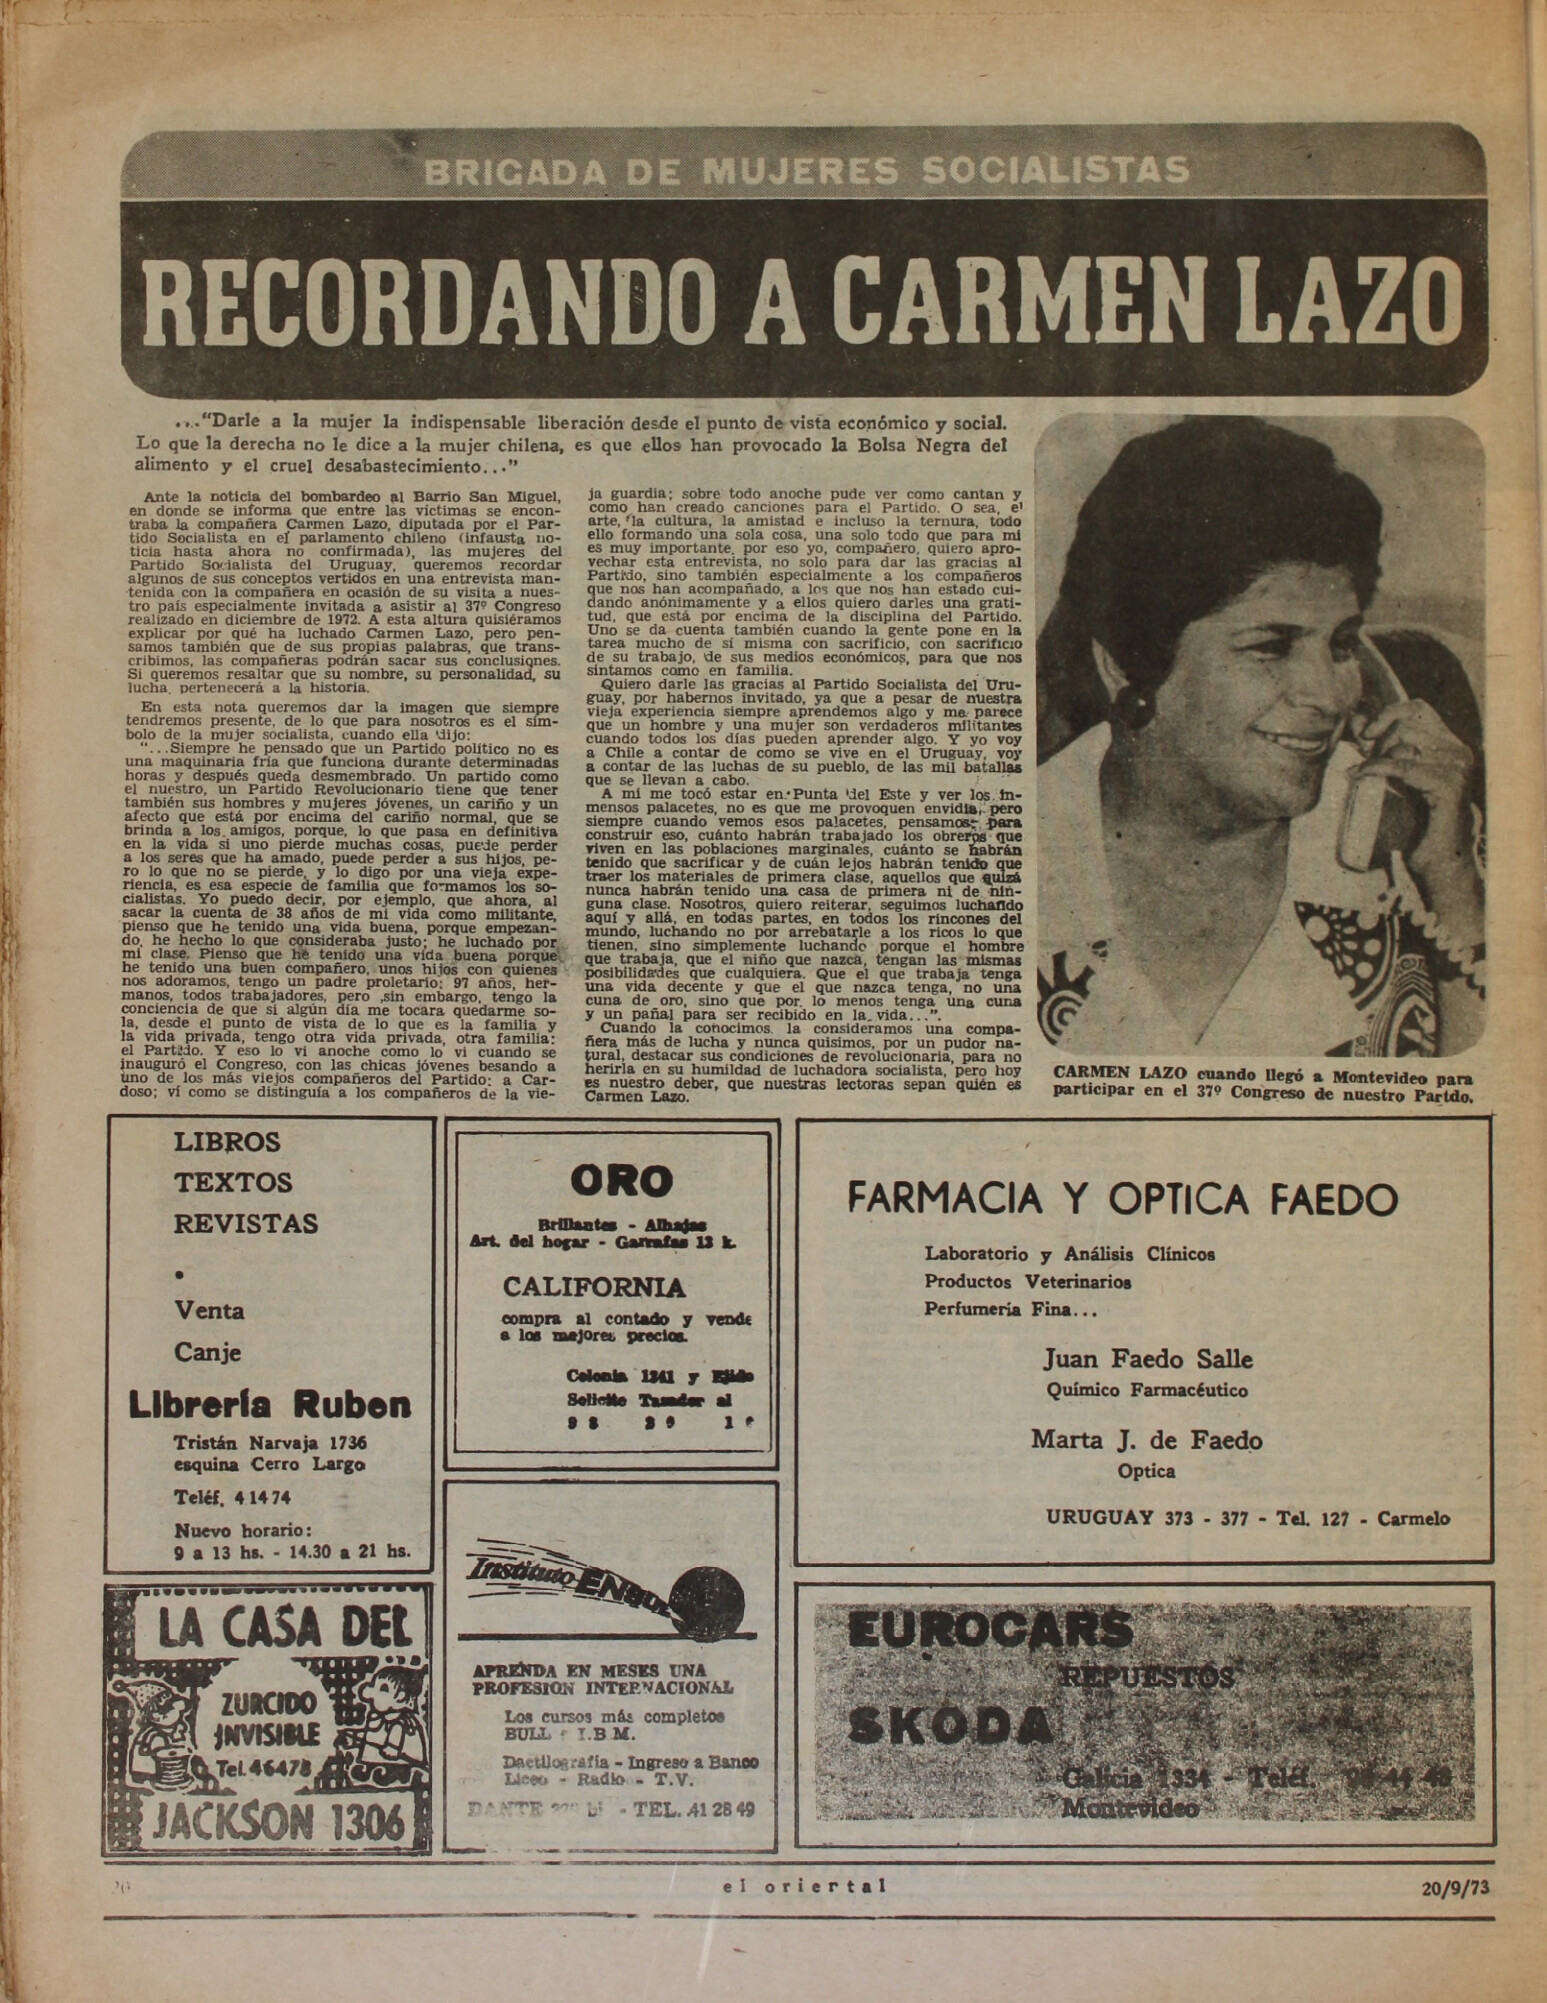 BRIGADA DE MUJERES SOCIALISTAS
RECORDANDO A CARMEN LAZO
..."Darle a la mujer la indispensable liberación desde el punto de vista económico y social.
Lo que la derecha no le dice a la mujer chilena, es que ellos han provocado la Bolsa Negra del
alimento y el cruel desabastecimiento..."
Ante la noticia del bombardeo al Barrio San Miguel,
en donde se informa que entre las víctimas se encon-
traba la compañera Carmen Lazo, diputada por el Par-
tido Socialista en el parlamento chileno (infausta no-
ticia hasta ahora no confirmada), las mujeres del
Partido Socialista del Uruguay, queremos recordar
algunos de sus conceptos vertidos en una entrevista man-
tenida con la compañera en ocasión de su visita a nues-
tro país especialmente invitada a asistir al 37º Congreso
realizado en diciembre de 1972. A esta altura quisiéramos
explicar por qué ha luchado Carmen Lazo, pero pen-
samos también que de sus propias palabras, que trans-
cribimos, las compañeras podrán sacar sus conclusiones.
Si queremos resaltar que su nombre, su personalidad, su
lucha, pertenecerá a la historia.
En esta nota queremos dar la imagen que siempre
tendremos presente, de lo que para nosotros es el sím-
bolo de la mujer socialista, cuando ella dijo:
"...Siempre he pensado que un Partido político no es
una maquinaria fría que funciona durante determinadas
horas y después queda desmembrado. Un partido como
el nuestro, un Partido Revolucionario tiene que tener
también sus hombres y mujeres jóvenes, un cariño y un
afecto que está por encima del cariño normal, que se
brinda a los amigos, porque, lo que pasa en definitiva
en la vida si uno pierde muchas cosas, puede perder
a los seres que ha amado, puede perder a sus hijos, pe-
ro lo que no se pierde, y lo digo por una vieja expe-
riencia, es esa especie de familia que formamos los so-
cialistas. Yo puedo decir, por ejemplo, que ahora, al
sacar la cuenta de 38 años de mi vida como militante,
pienso que he tenido una vida buena, porque empezan-
do, he hecho lo que consideraba justo; he luchado por
mi clase. Pienso que he tenido una vida buena porque
he tenido una buen compañero, unos hijos con quienes
nos adoramos, tengo un padre proletario: 97 años, her-
manos, todos trabajadores, pero ,sin embargo, tengo la
conciencia de que si algún día me tocara quedarme so-
la, desde el punto de vista de lo que es la familia y
la vida privada, tengo otra vida privada, otra familia:
el Partido. Y eso lo vi anoche como lo vi cuando se
inauguró el Congreso, con las chicas jóvenes besando a
uno de los más viejos compañeros del Partido: a Car-
doso; ví como se distinguía a los compañeros de la vie-
ja guardia; sobre todo anoche pude ver como cantan y
como han creado canciones para el Partido. O sea, el
arte, la cultura, la amistad e incluso la ternura, todo
ello formando una sola cosa, una solo todo que para mi
es muy importante, por eso yo, compañero, quiero apro-
vechar esta entrevista, no solo para dar las gracias al
Partido, sino también especialmente a los compañeros
que nos han acompañado, a los que nos han estado cui-
dando anónimamente y a ellos quiero darles una grati-
tud, que está por encima de la disciplina del Partido.
Uno se da cuenta también cuando la gente pone en la
tarea mucho de sí misma con sacrificio, con sacrificio
de su trabajo, de sus medios económicos, para que nos
sintamos como en familia.
Quiero darle las gracias al Partido Socialista del Uru-
guay, por habernos invitado, ya que a pesar de nuestra
vieja experiencia siempre aprendemos algo y me parece
que un hombre y una mujer son verdaderos militantes
cuando todos los días pueden aprender algo. Y yo voy
a Chile a contar de como se vive en el Uruguay, voy
a contar de las luchas de su pueblo, de las mil batallas
que se llevan a cabo.
A mi me tocó estar en Punta del Este y ver los in-
mensos palacetes, no es que me provoquen envidia, pero
siempre cuando vemos esos palacetes, pensamos: para
construir eso, cuánto habrán trabajado los obreros que
viven en las poblaciones marginales, cuánto se habrán
tenido que sacrificar y de cuán lejos habrán tenido que
traer los materiales de primera clase, aquellos que quizá
nunca habrán tenido una casa de primera ni de nin-
guna clase. Nosotros, quiero reiterar, seguimos luchando
aquí y allá, en todas partes, en todos los rincones del
mundo, luchando no por arrebatarle a los ricos lo que
tienen, sino simplemente luchando porque el hombre
que trabaja, que el niño que nazca, tengan las mismas
posibilidades que cualquiera. Que el que trabaja tenga
una vida decente y que el que nazca tenga, no una
cuna de oro, sino que por lo menos tenga una cuna
y un pañal para ser recibido en la vida...".
Cuando la conocimos, la consideramos una compa-
ñera más de lucha y nunca quisimos, por un pudor na-
tural, destacar sus condiciones de revolucionaria, para no
herirla en su humildad de luchadora socialista, pero hoy
es nuestro deber, que nuestras lectoras sepan quién es
Carmen Lazo.
CARMEN LAZO cuando llegó a Montevideo para
participar en el 37º Congreso de nuestro Partdo.
LIBROS
TEXTOS
REVISTAS
•
Venta
Canje
Librería Ruben
Tristán Narvaja 1736
esquina Cerro Largo
Teléf. 41474
Nuevo horario:
9 a 13 hs. - 14.30 a 21 hs.
ORO
Brillantes - Alhajas
Art. del hogar - Garrafas 13 k.
CALIFORNIA
compra al contado y vende
a los mejores precios.
Colonia 1341 y Ejido
Solicite Tasador al
FARMACIA Y OPTICA FAEDO
Laboratorio y Análisis Clínicos
Productos Veterinarios
Perfumería Fina...
Juan Faedo Salle
Químico Farmacéutico
Marta J. de Faedo
Optica
URUGUAY 373 - 377 - Tel. 127 - Carmelo
LA CASA DEL
ZURCIDO
INVISIBLE
Tel. 46478
JACKSON 1306
Instituto
APRENDA EN MESES UNA
PROFESION INTERNACIONAL
Los cursos más completos
BULL I.B.M.
Dactilografía - Ingreso a Banco
Liceo - Radio - T.V.
DANTE - TEL. 41 28 49
EUROCARS
REPUESTOS
SKODA
Galicia 1334 - Teléf.
Montevideo
20
el oriertal
20/9/73